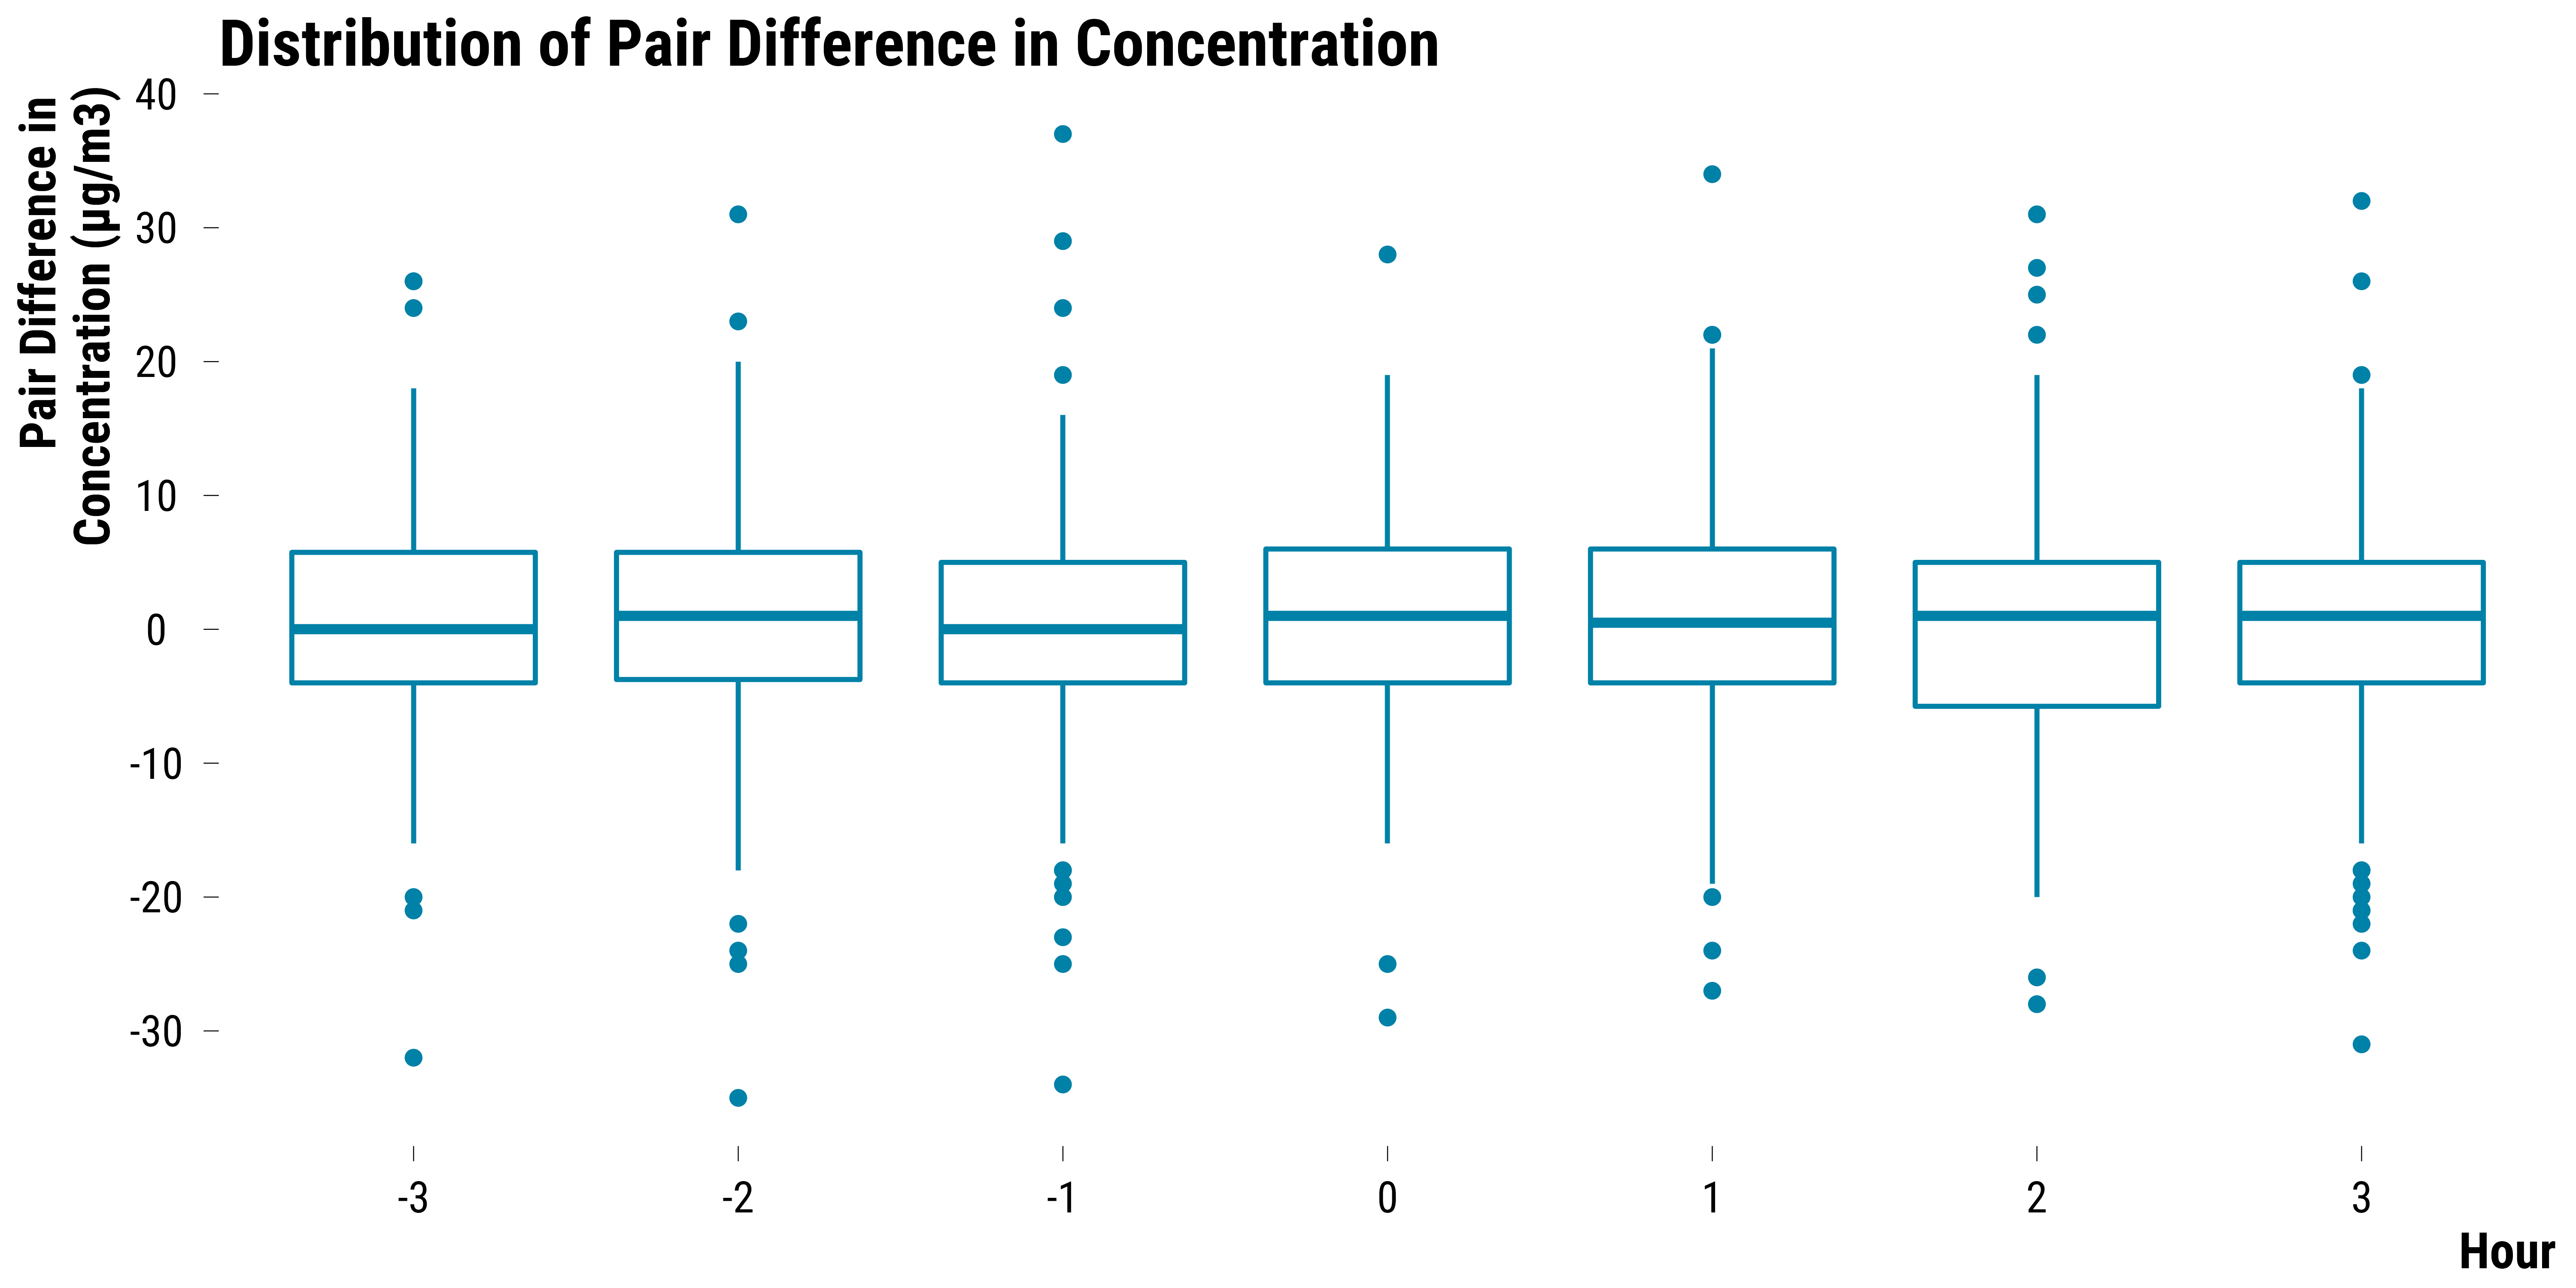 Distribution of Pair Difference in Concentration
Pair Difference in
Concentration (µg/m3)
40
30
20
10
0
-10
-20
-30
-3 -2 -1 0 1 2 3
Hour